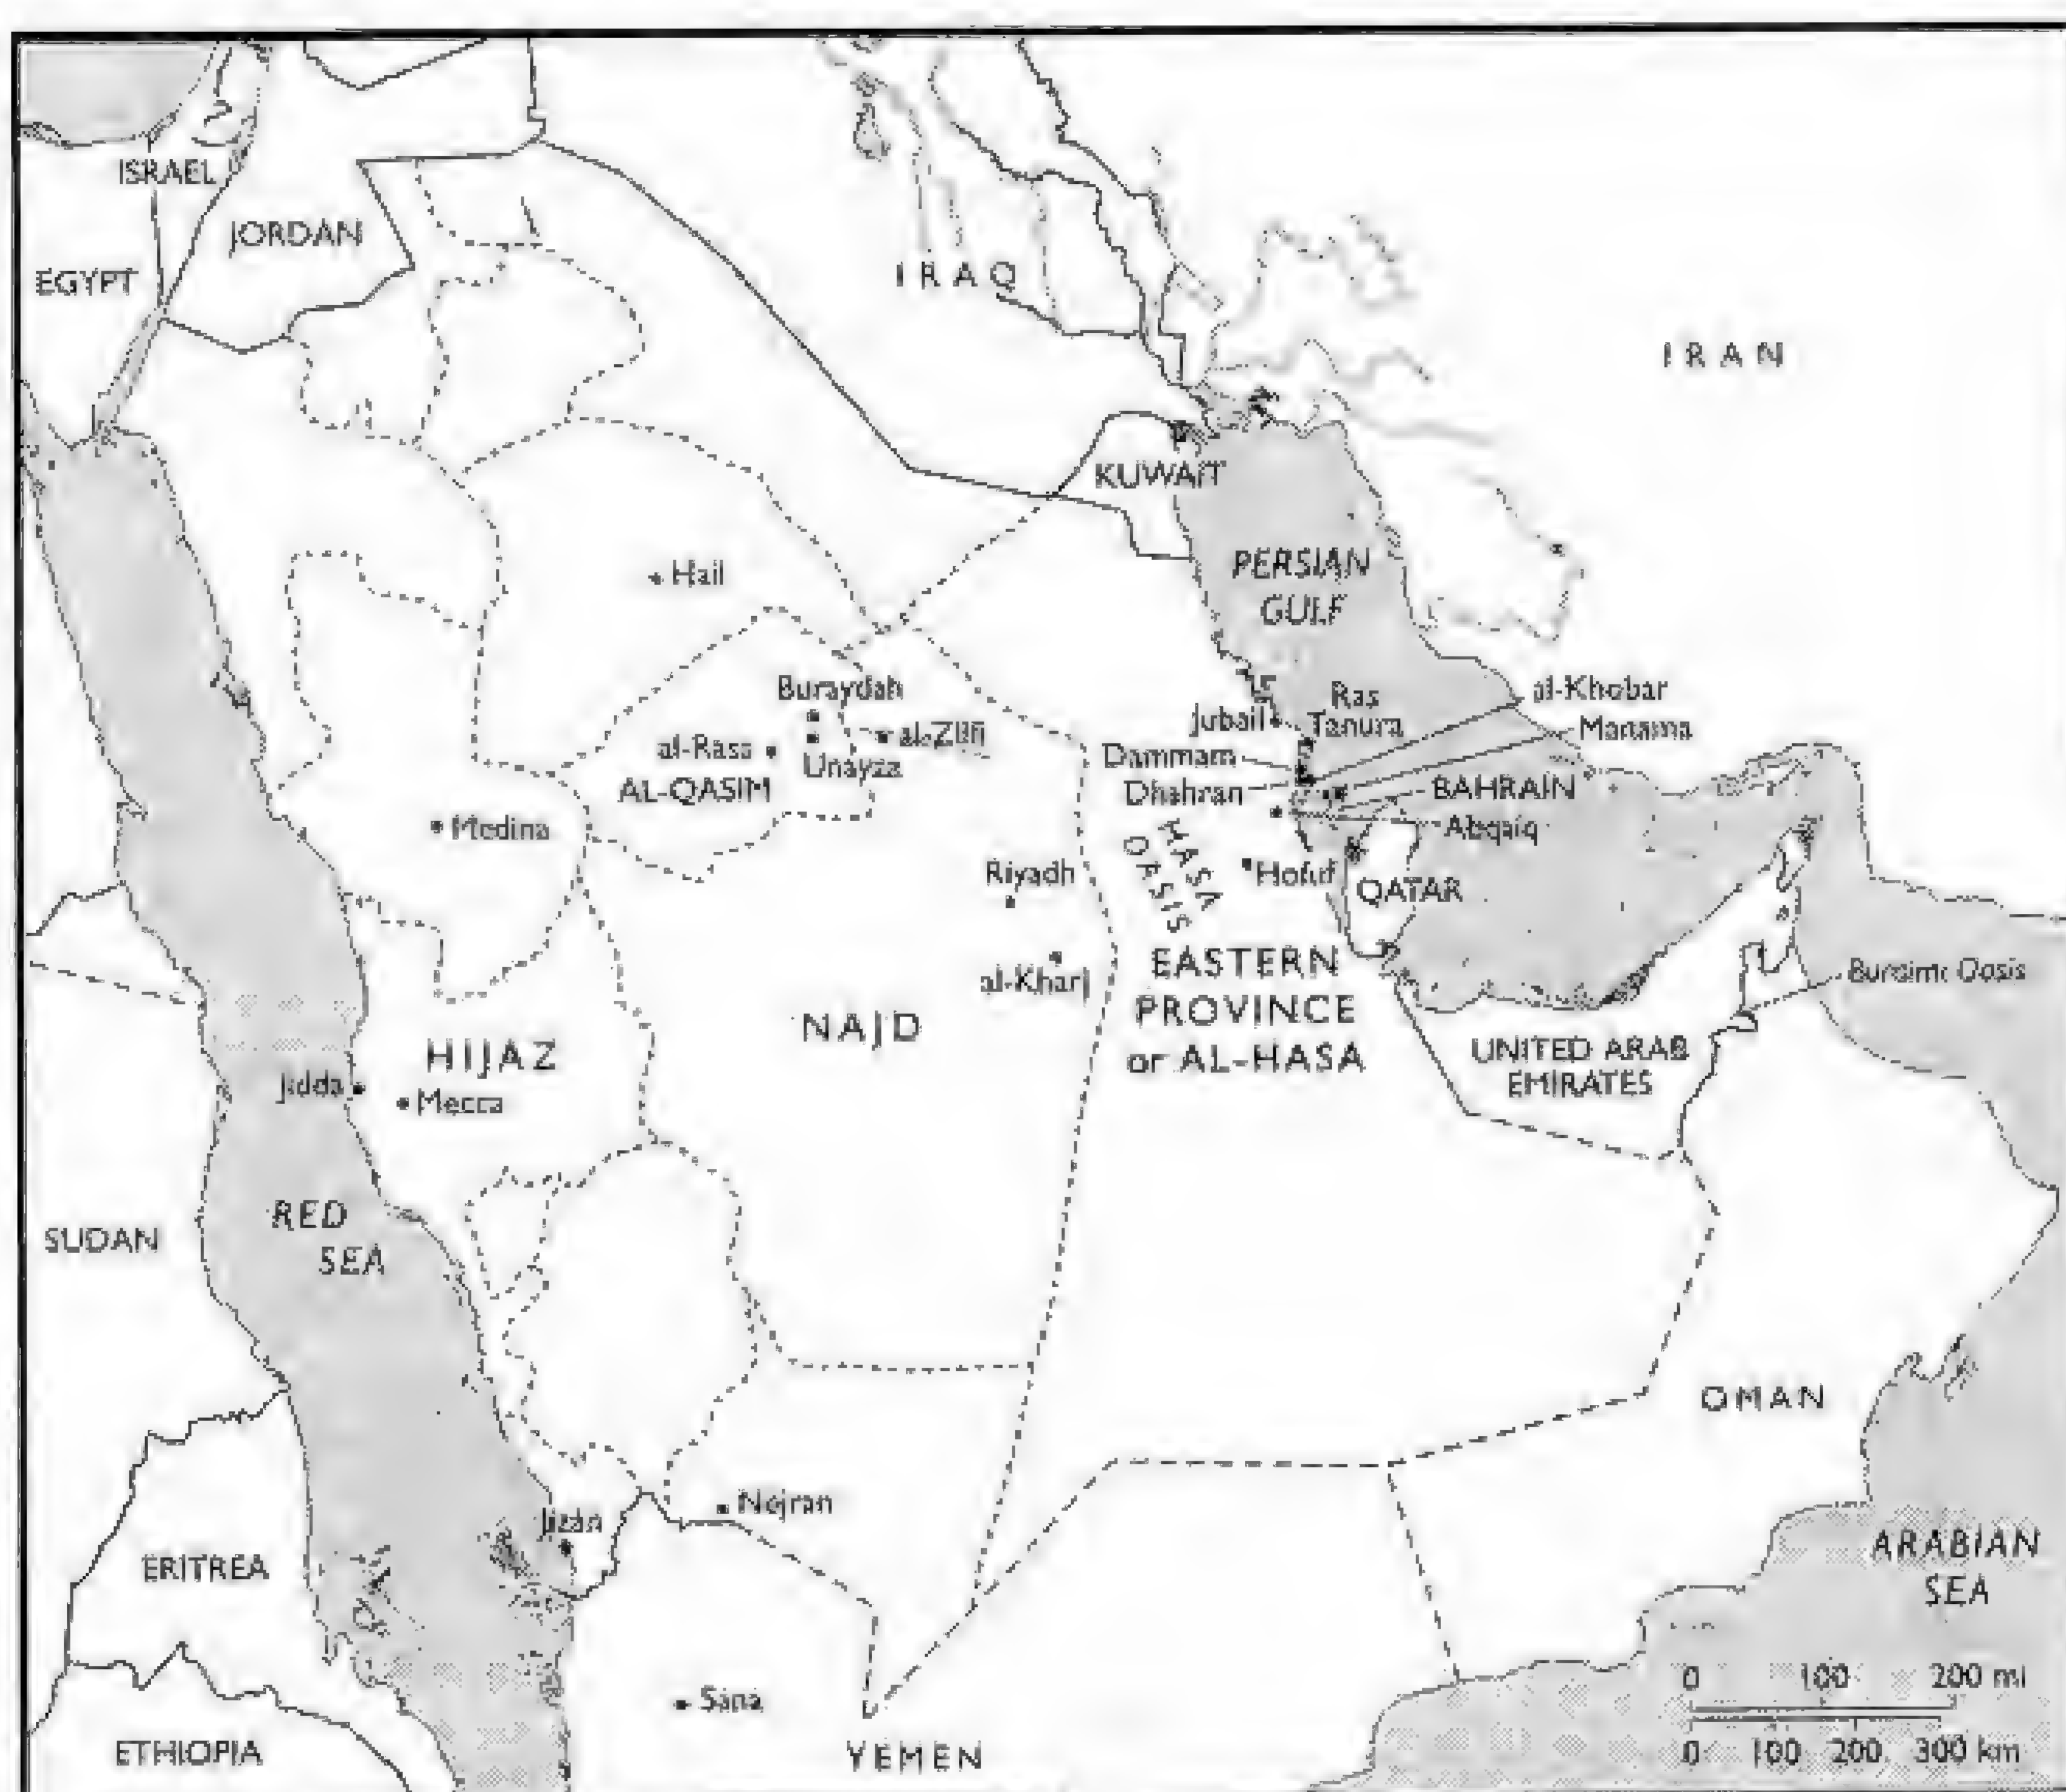 ISRAEL
JORDAN
EGYPT
IRAQ
IRAN
KUWAIT
PERSIAN
GULF
Hail
Buraydah
al-Rass
Unayza
al-Zilfi
AL-QASIM
Jubail
Ras
Tanura
al-Khobar
Manama
Dammam
Dhahran
BAHRAIN
Abqaiq
Medina
Riyadh
HASA
OASIS
Hofuf
QATAR
al-Kharj
EASTERN
PROVINCE
or AL-HASA
Buraimi Oasis
NAJD
HIJAZ
UNITED ARAB
EMIRATES
Jidda
Mecca
RED
SEA
SUDAN
OMAN
Nejran
Jizan
ERITREA
ARABIAN
SEA
0 100 200 mi
0 100 200 300 km
Sana
YEMEN
ETHIOPIA